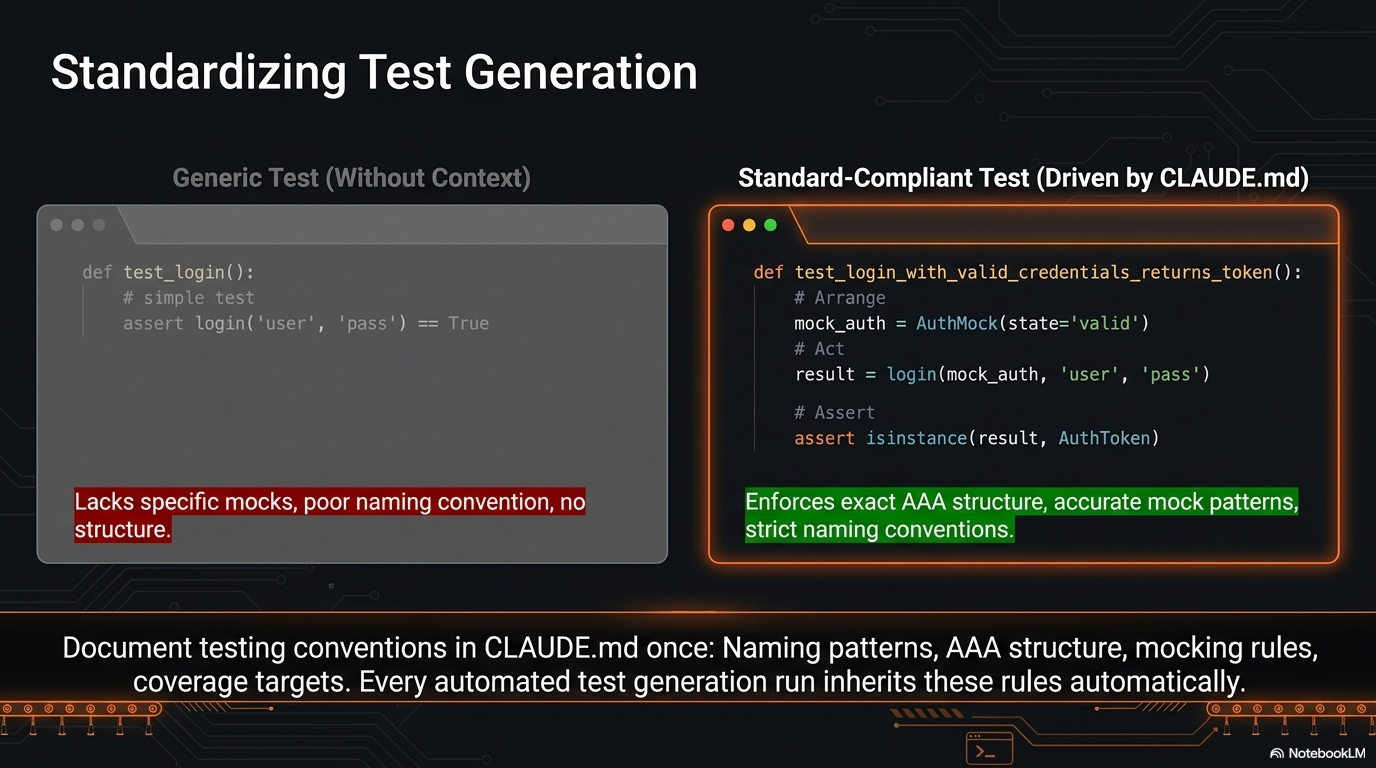 Standardizing Test Generation
Generic Test (Without Context)
def test_login():
# simple test
assert login('user', 'pass') == True
Lacks specific mocks, poor naming convention, no
structure.
Standard-Compliant Test (Driven by CLAUDE.md)
def test_login_with_valid_credentials_returns_token():
# Arrange
mock_auth = AuthMock(state='valid')
# Act
result = login(mock_auth, 'user', 'pass')
# Assert
assert isinstance(result, AuthToken)
Enforces exact AAA structure, accurate mock patterns,
strict naming conventions.
Document testing conventions in CLAUDE.md once: Naming patterns, AAA structure, mocking rules,
coverage targets. Every automated test generation run inherits these rules automatically.
NotebookLM